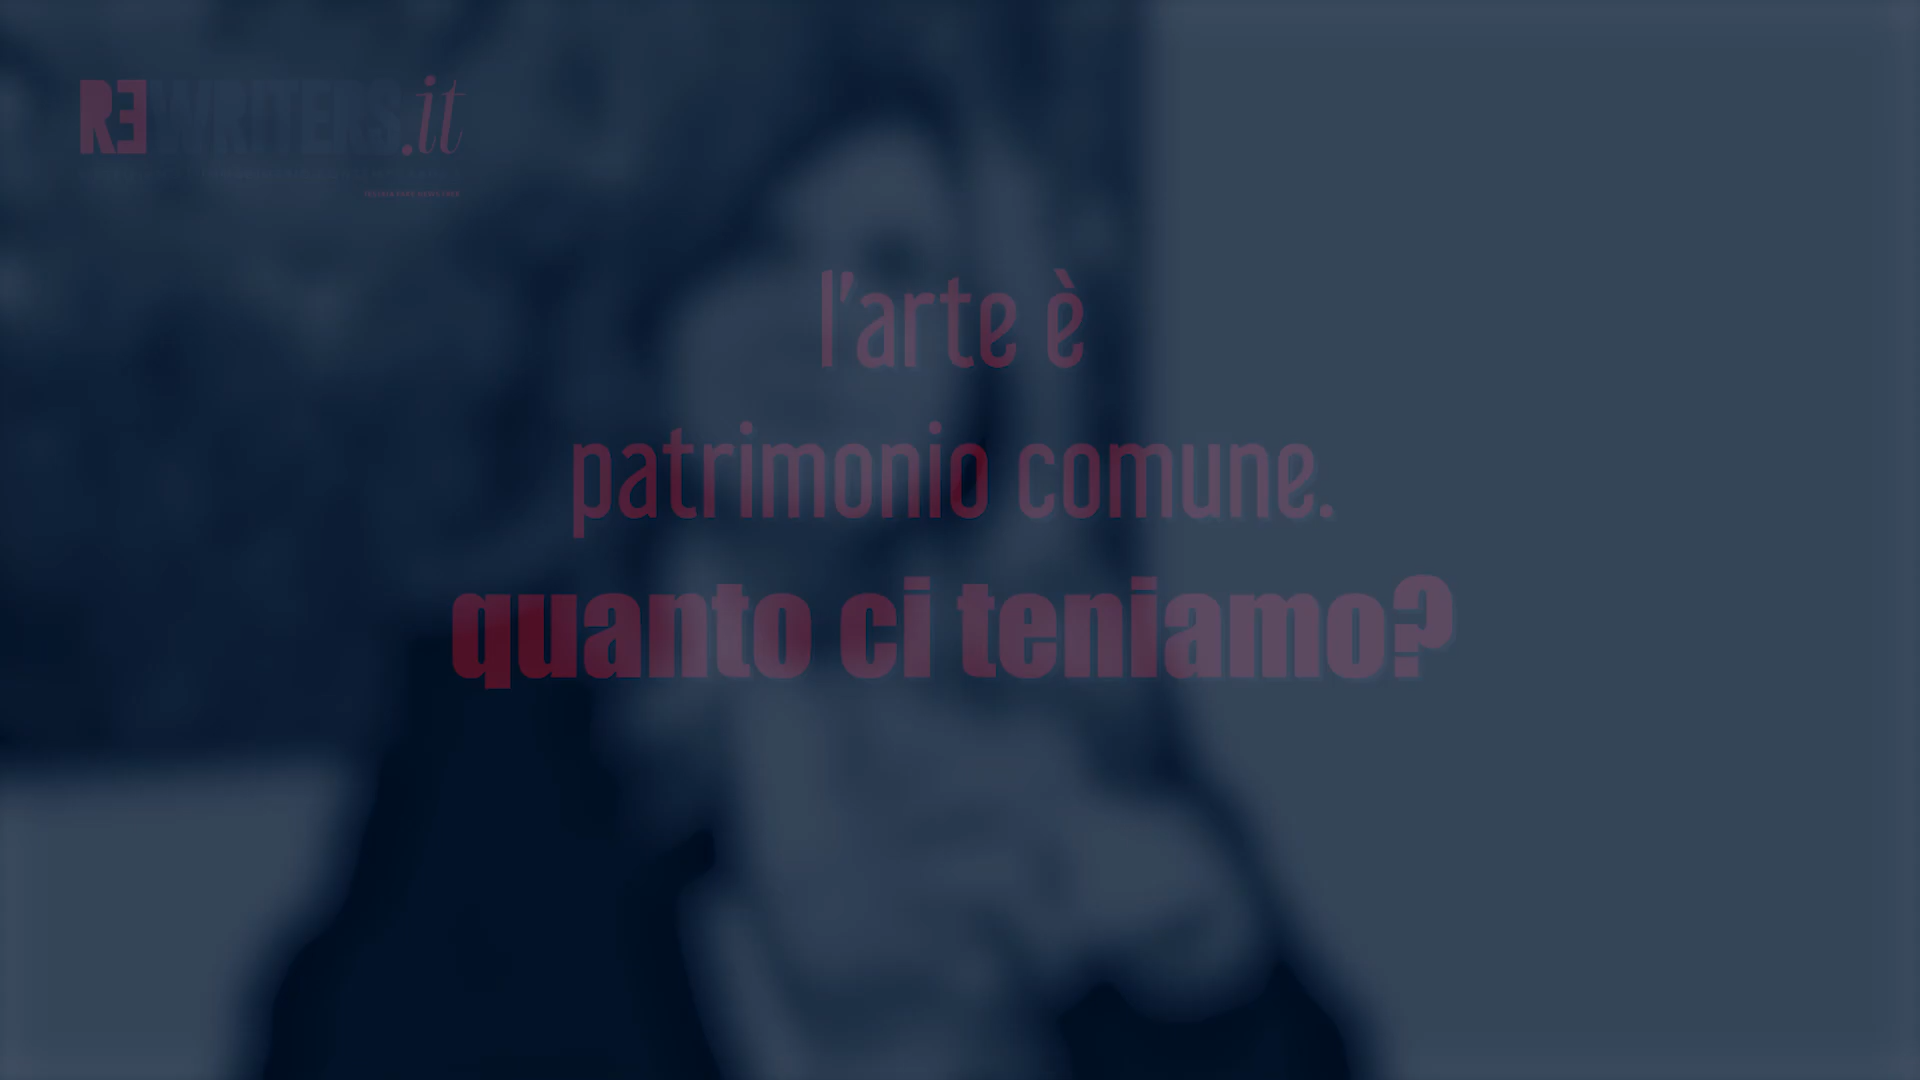 REWRITERS.it
l'arte è
patrimonio comune.
quanto ci teniamo?